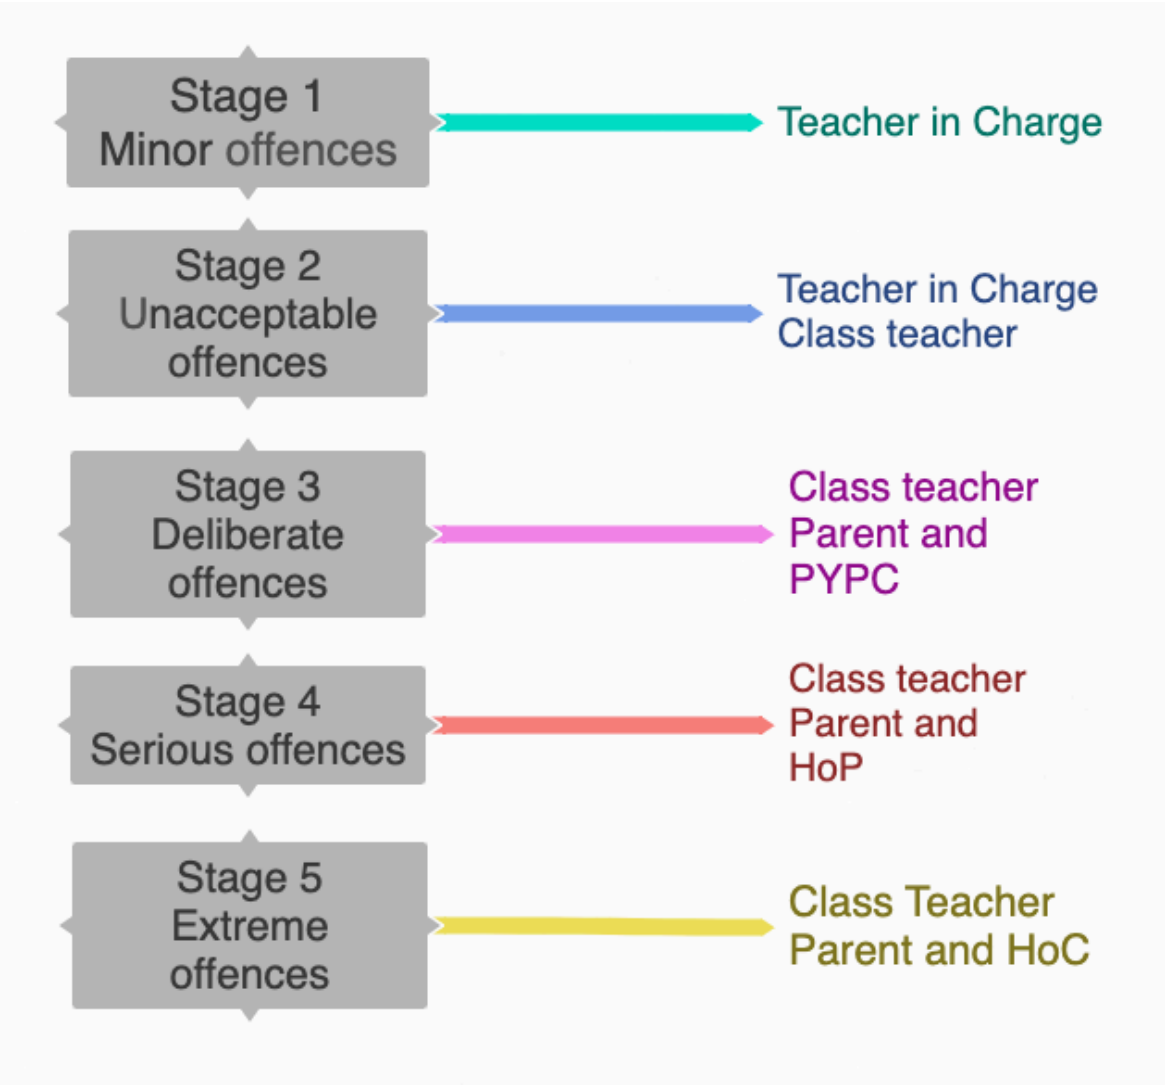 Stage 1
Minor offences
Teacher in Charge
Stage 2
Unacceptable
offences
Teacher in Charge
Class teacher
Stage 3
Deliberate
offences
Class teacher
Parent and
PYPC
Stage 4
Serious offences
Class teacher
Parent and
HoP
Stage 5
Extreme
offences
Class Teacher
Parent and HoC